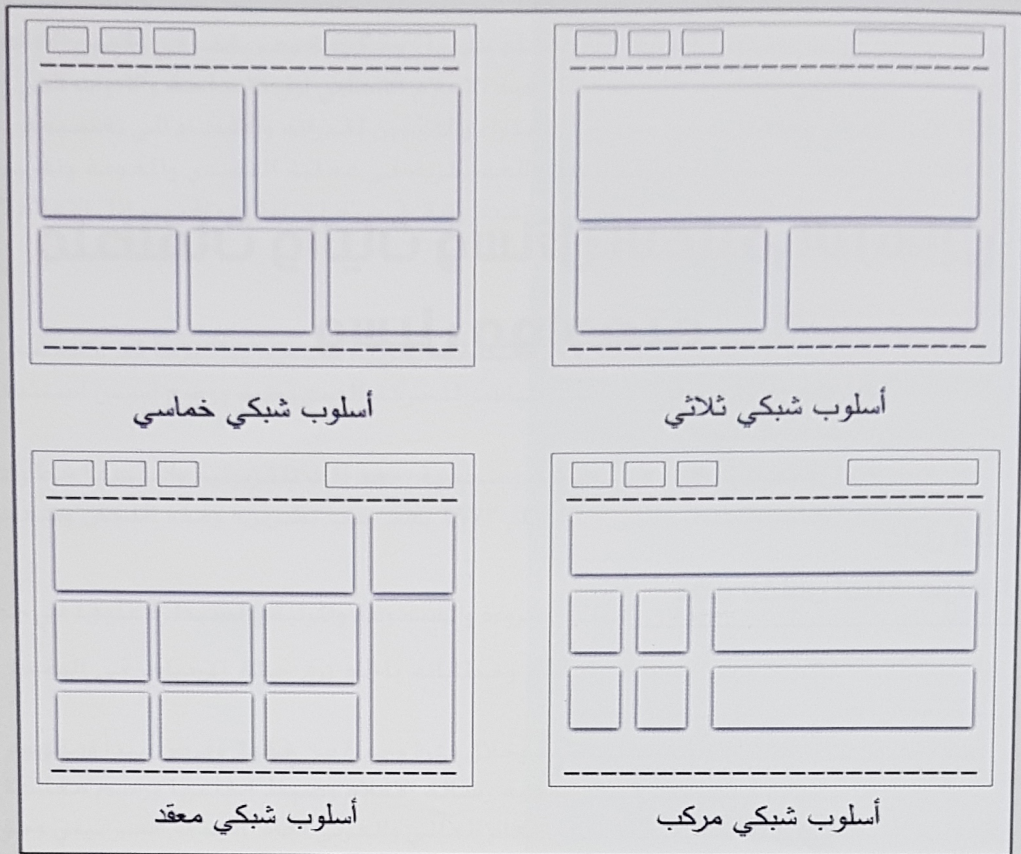 أسلوب شبكي ثلاثي
أسلوب شبكي خماسي
أسلوب شبكي مركب
أسلوب شبكي معقد